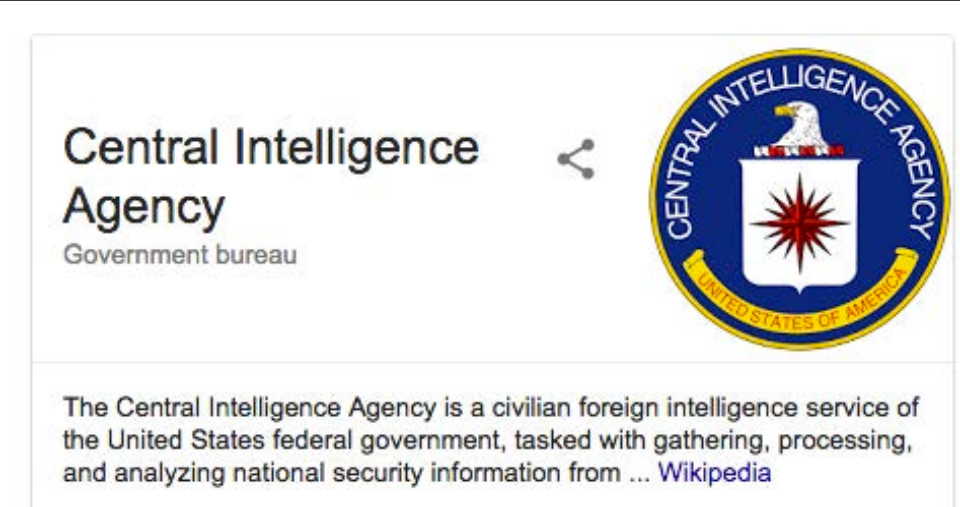 Central Intelligence
Agency
Government bureau
CENTRAL INTELLIGENCE AGENCY
UNITED STATES OF AMERICA
The Central Intelligence Agency is a civilian foreign intelligence service of
the United States federal government, tasked with gathering, processing,
and analyzing national security information from ... Wikipedia